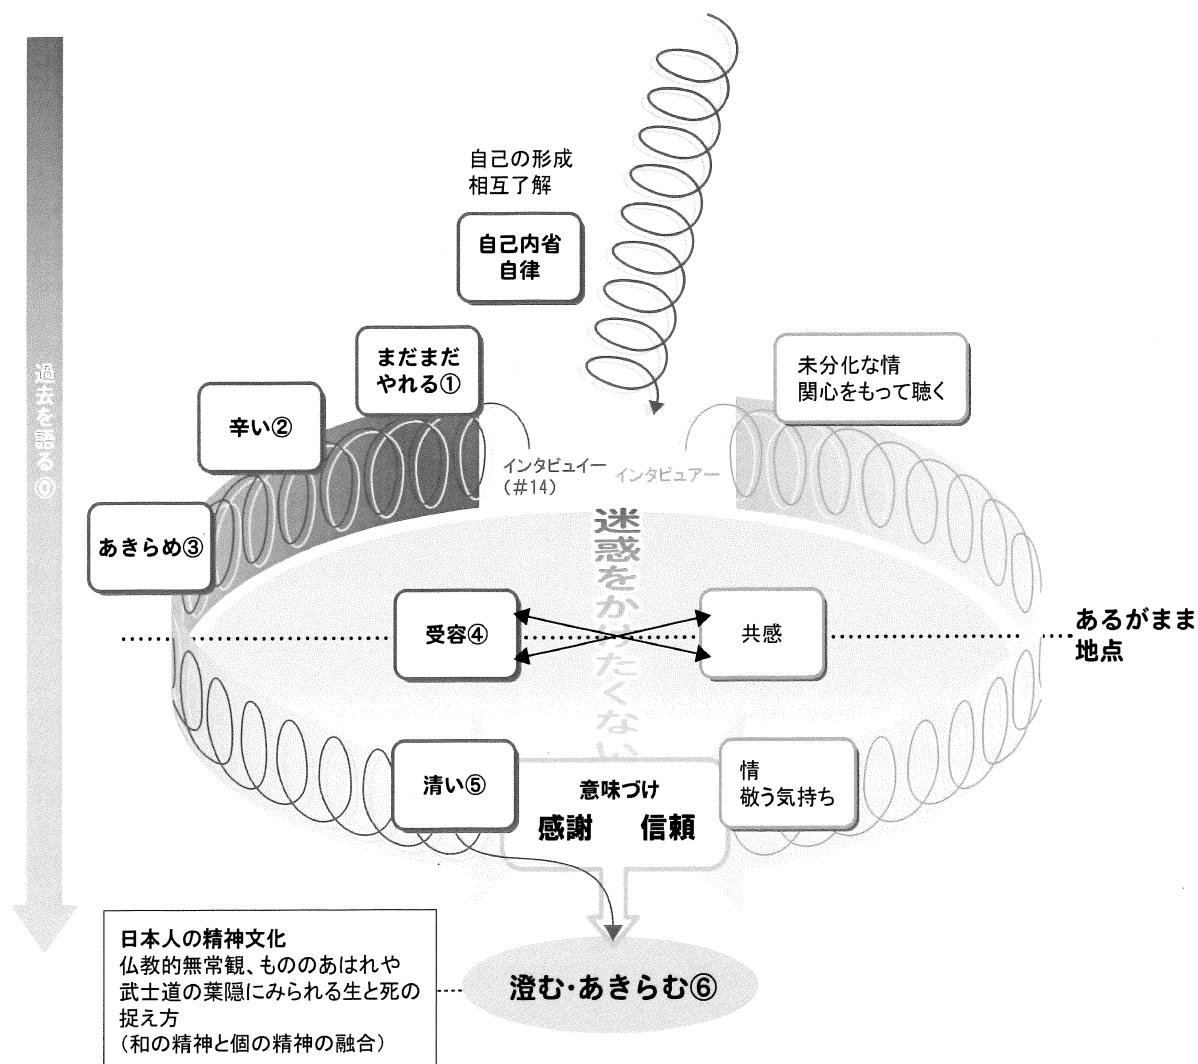 過去を語る⓪
自己の形成
相互了解
自己内省
自律
まだまだ
やれる①
辛い②
あきらめ③
インタビュイー
（＃14）
インタビュアー
未分化な情
関心をもって聴く
迷惑をかけたくない
受容④
共感
あるがまま
地点
清い⑤
意味づけ
感謝　信頼
情
敬う気持ち
澄む・あきらむ⑥
日本人の精神文化
仏教的無常観、もののあはれや
武士道の葉隠にみられる生と死の
捉え方
（和の精神と個の精神の融合）